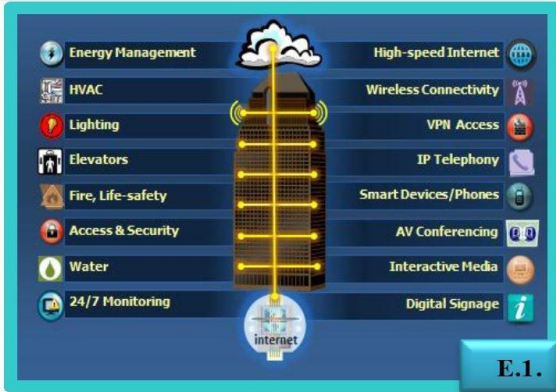 Energy Management
HVAC
Lighting
Elevators
Fire, Life-safety
Access & Security
Water
24/7 Monitoring
High-speed Internet
Wireless Connectivity
VPN Access
IP Telephony
Smart Devices/Phones
AV Conferencing
Interactive Media
Digital Signage
i
internet
E.1.